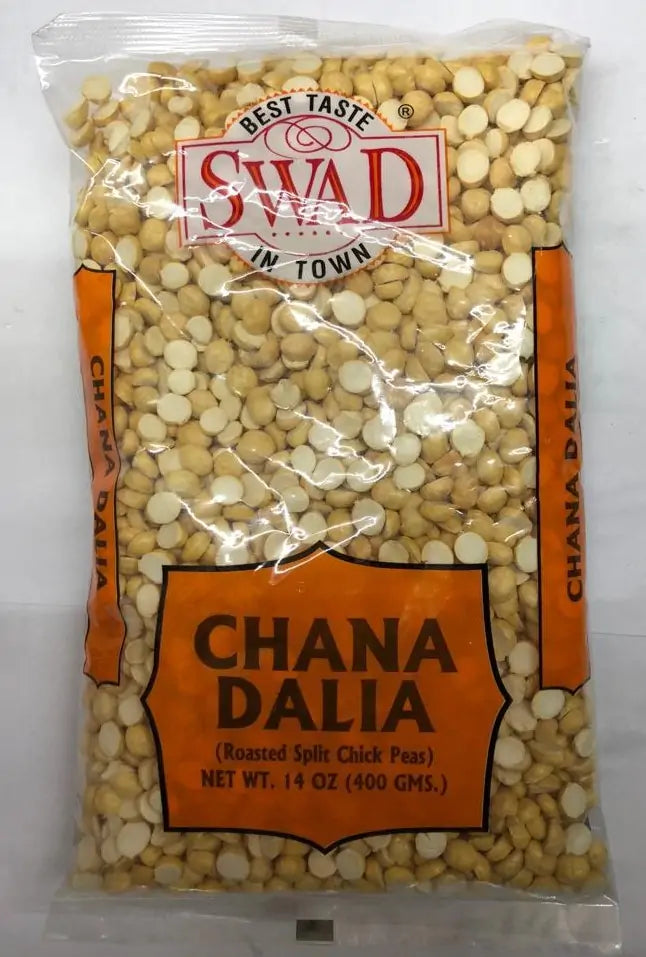 BEST TASTE ®
SWAD
IN TOWN
CHANA DALIA
CHANA DALIA
CHANA
DALIA
(Roasted Split Chick Peas)
NET WT. 14 OZ (400 GMS.)